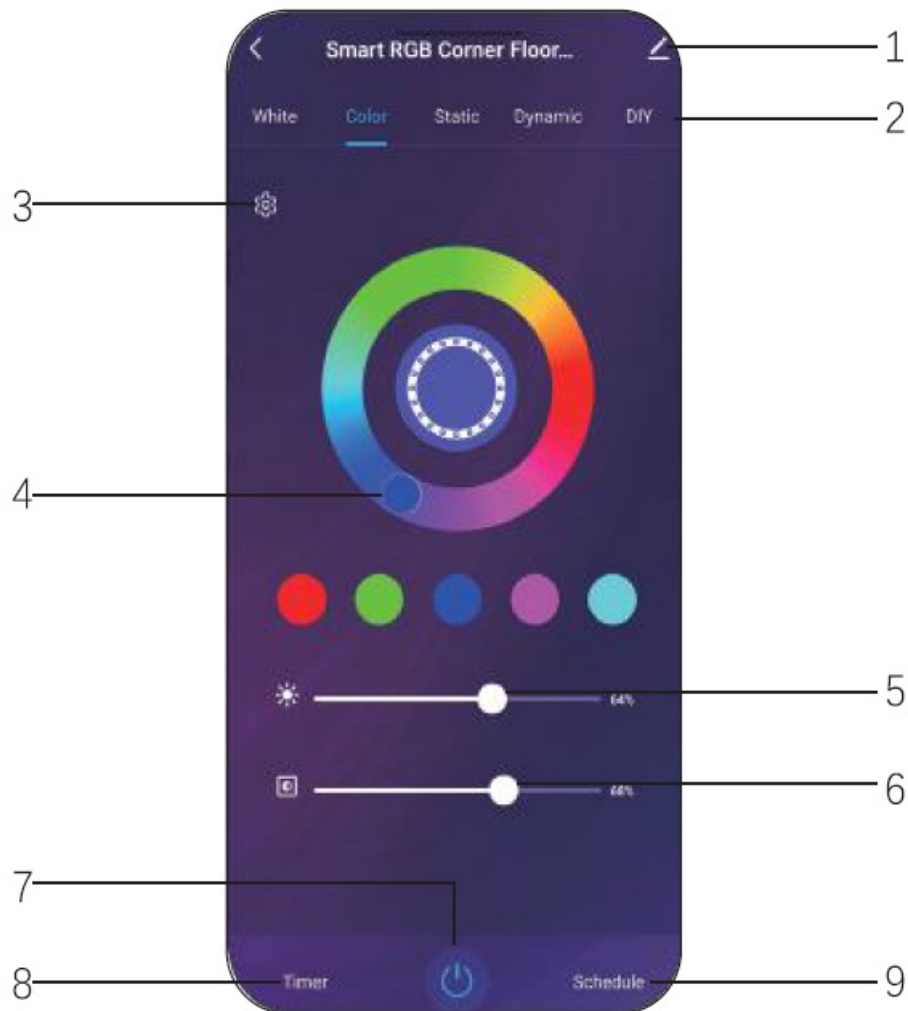 Smart RGB Corner Floor...
1
White Color Static Dynamic DIY
2
3
4
64%
5
66%
6
7
Timer
8
Schedule
9